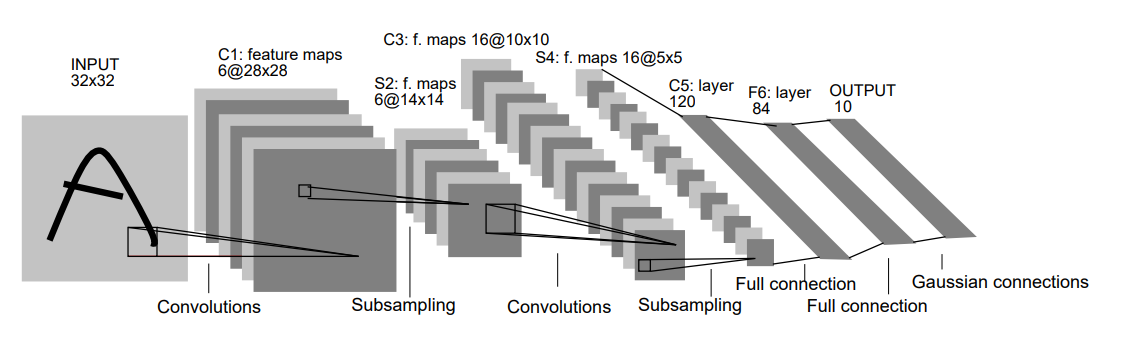 INPUT
32x32
C1: feature maps
6@28x28
S2: f. maps
6@14x14
C3: f. maps 16@10x10
S4: f. maps 16@5x5
C5: layer
120
F6: layer
84
OUTPUT
10
A
Convolutions
Subsampling
Convolutions
Subsampling
Full connection
Full connection
Gaussian connections